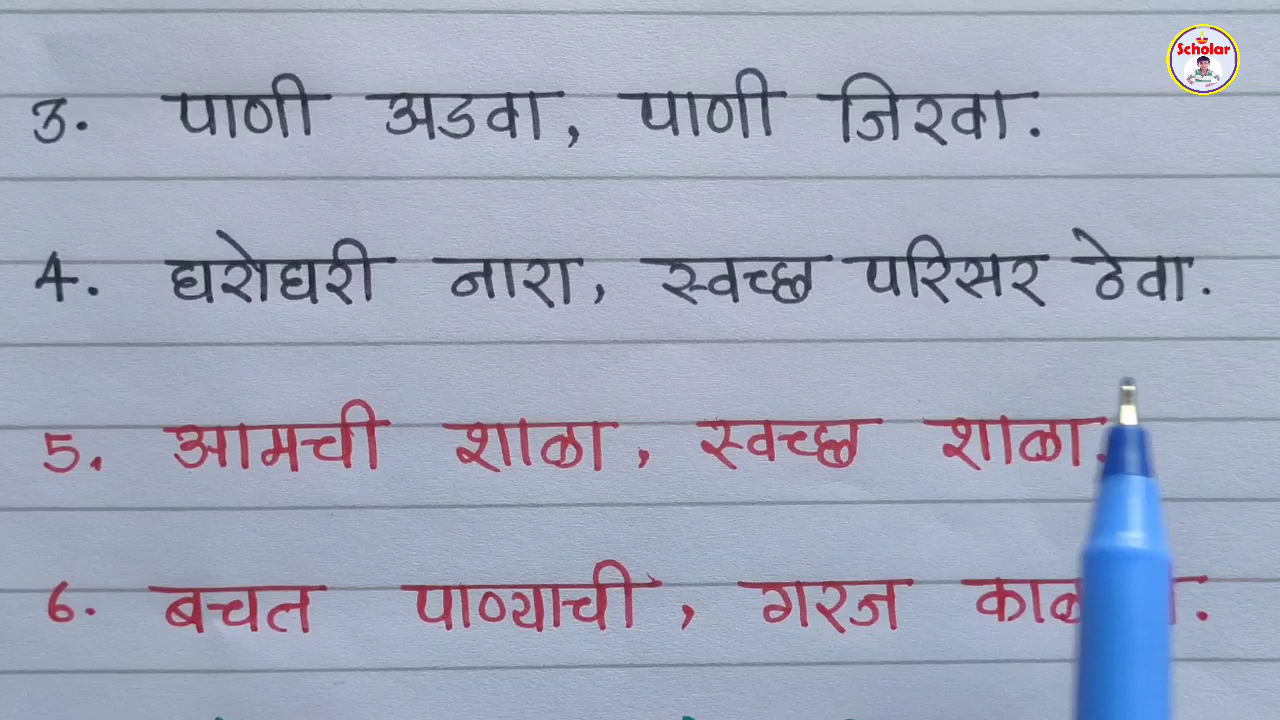 Scholar
3. पाणी अडवा, पाणी जिरवा.
4. घरोघरी नारा, स्वच्छ परिसर ठेवा.
5. आमची शाळा, स्वच्छ शाळा.
6. बचत पाण्याची, गरज